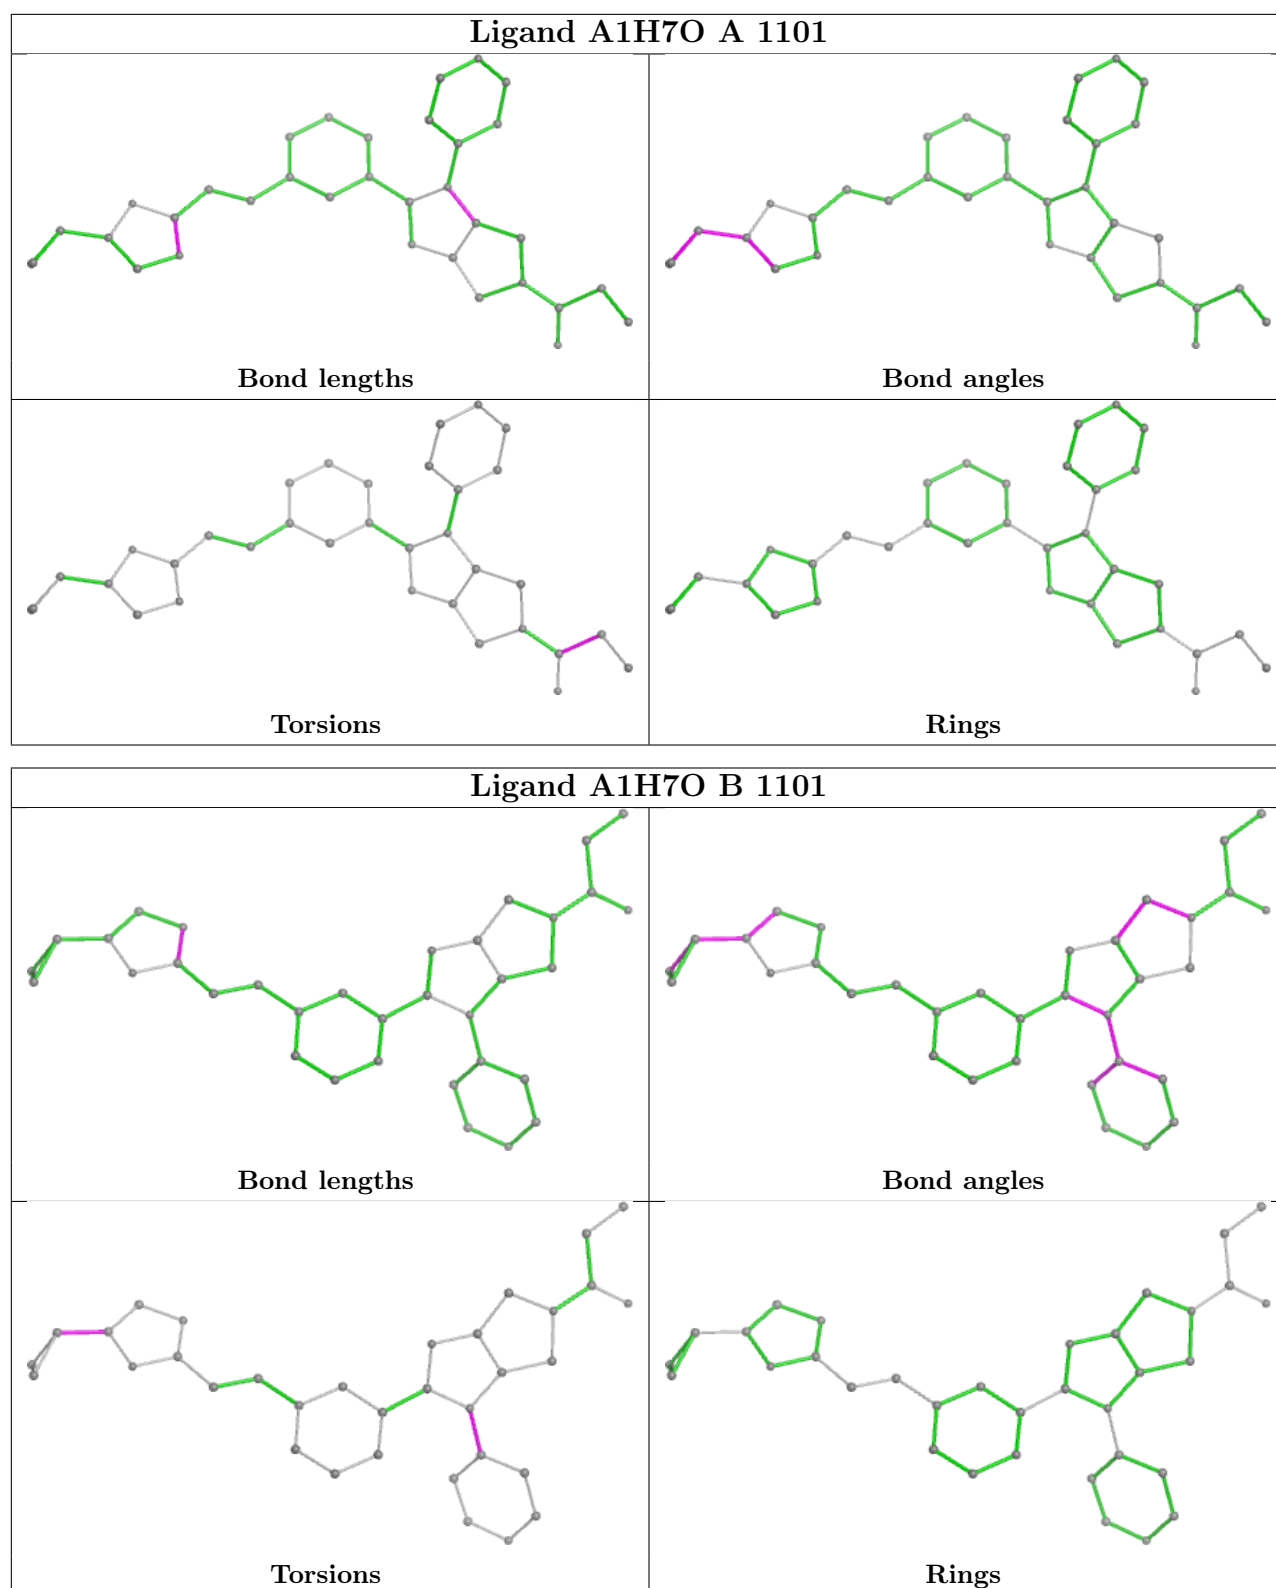 Ligand A1H7O A 1101
Bond lengths
Bond angles
Torsions
Rings
Ligand A1H7O B 1101
Bond lengths
Bond angles
Torsions
Rings